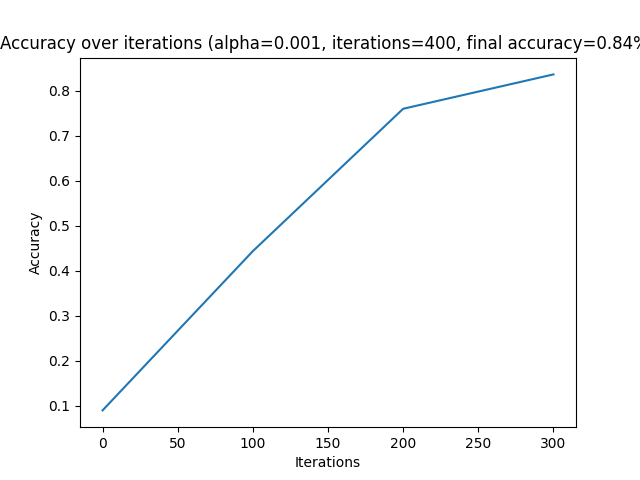 Accuracy over iterations (alpha=0.001, iterations=400, final accuracy=0.84%
0.8
0.7
0.6
0.5
0.4
0.3
0.2
0.1
Accuracy
0 50 100 150 200 250 300
Iterations